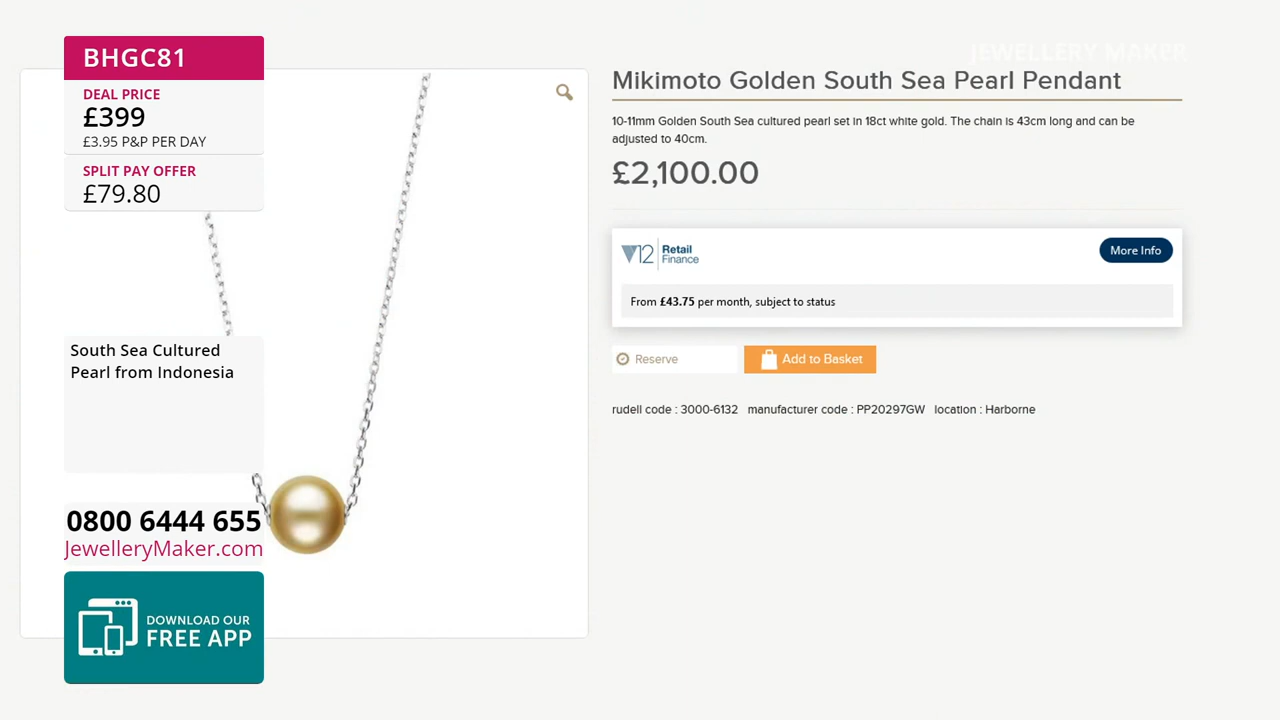 BHGC81
DEAL PRICE
£399
£3.95 P&P PER DAY
SPLIT PAY OFFER
£79.80
South Sea Cultured
Pearl from Indonesia
0800 6444 655
JewelleryMaker.com
DOWNLOAD OUR
FREE APP
JEWELLERY MAKER
Mikimoto Golden South Sea Pearl Pendant
10-11mm Golden South Sea cultured pearl set in 18ct white gold. The chain is 43cm long and can be
adjusted to 40cm.
£2,100.00
V12 Retail
Finance
More Info
From £43.75 per month, subject to status
Reserve
Add to Basket
rudell code : 3000-6132 manufacturer code : PP20297GW location : Harborne